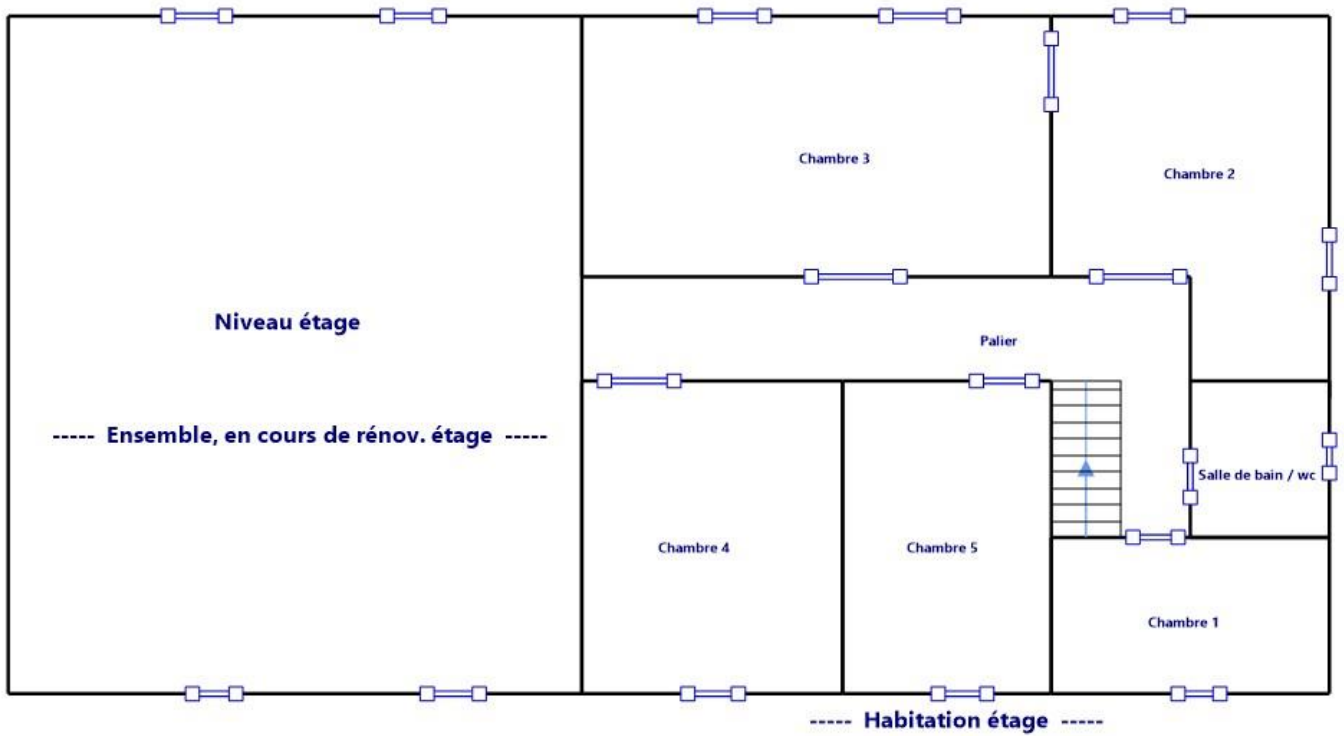 Chambre 3
Chambre 2
Niveau étage
Palier
----- Ensemble, en cours de rénov. étage -----
Salle de bain / wc
Chambre 4
Chambre 5
Chambre 1
----- Habitation étage -----